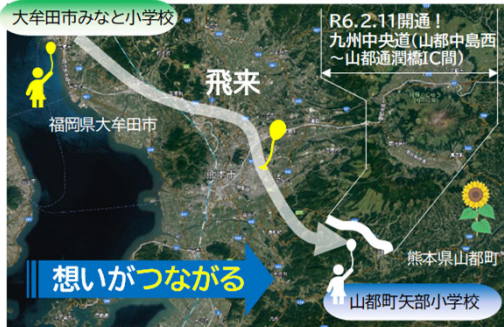 大牟田市みなと小学校
R6.2.11開通！
九州中央道(山都中島西
～山都通潤橋IC間)
飛来
福岡県大牟田市
熊本市
熊本県山都町
想いがつながる
山都町矢部小学校